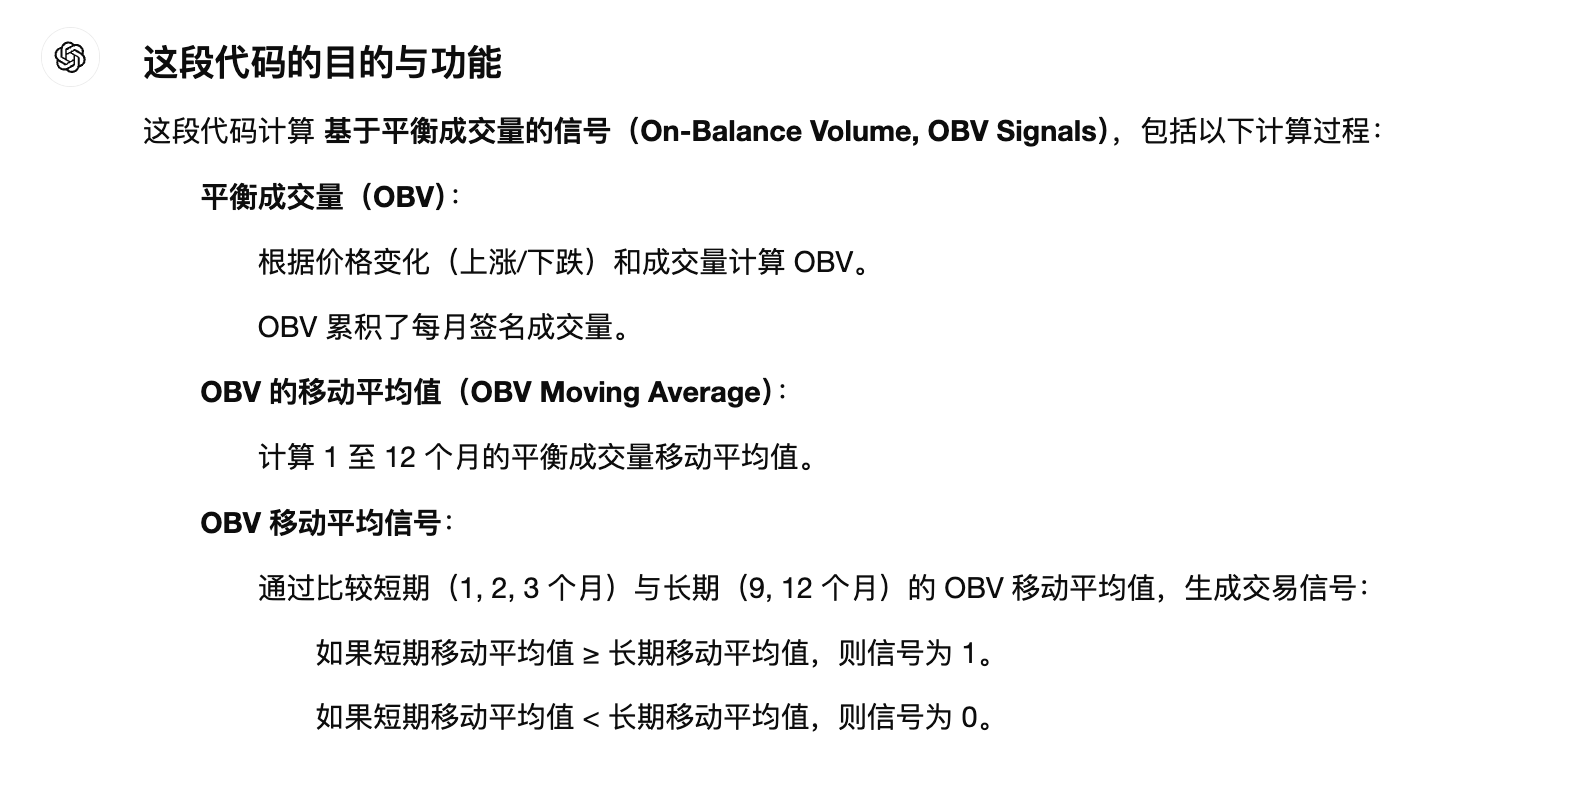 这段代码的目的与功能
这段代码计算 基于平衡成交量的信号（On-Balance Volume, OBV Signals），包括以下计算过程：
平衡成交量（OBV）：
根据价格变化（上涨/下跌）和成交量计算 OBV。
OBV 累积了每月签名成交量。
OBV 的移动平均值（OBV Moving Average）：
计算 1 至 12 个月的平衡成交量移动平均值。
OBV 移动平均信号：
通过比较短期（1, 2, 3 个月）与长期（9, 12 个月）的 OBV 移动平均值，生成交易信号：
如果短期移动平均值 ≥ 长期移动平均值，则信号为 1。
如果短期移动平均值 < 长期移动平均值，则信号为 0。